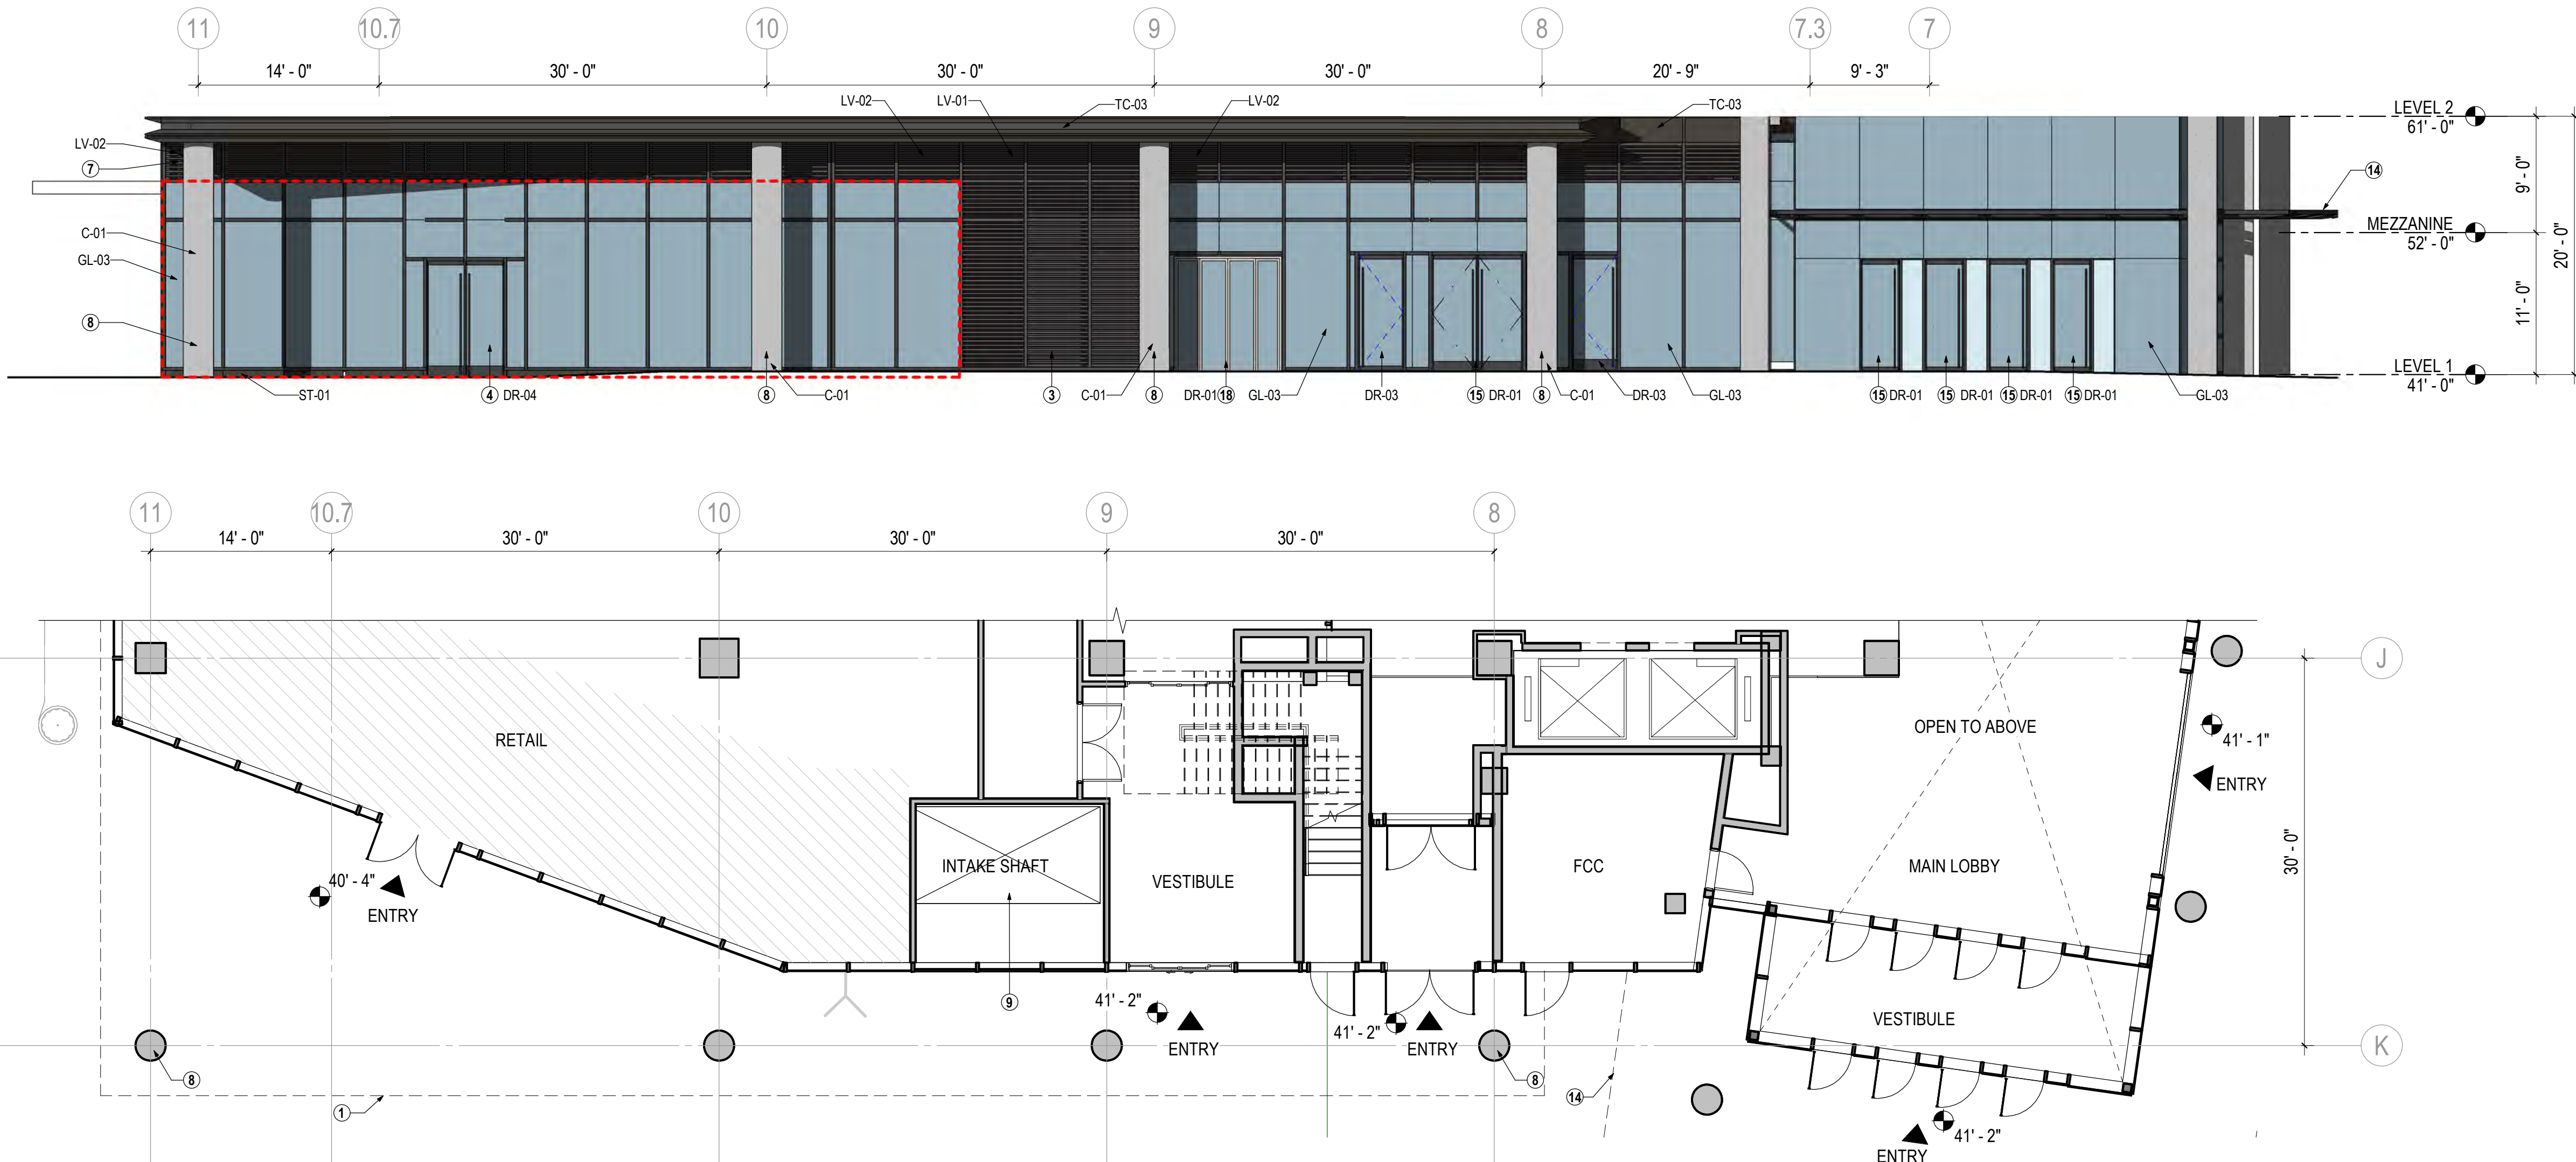 11 10.7 10 9 8 7.3 7
14' - 0" 30' - 0" 30' - 0" 30' - 0" 20' - 9" 9' - 3"
LV-02 LV-01 TC-03 LV-02 TC-03
LEVEL 2
61' - 0"
LV-02
7
14
9' - 0"
C-01
MEZZANINE
52' - 0"
20' - 0"
GL-03
11' - 0"
8
LEVEL 1
41' - 0"
ST-01 4 DR-04 8 C-01 3 C-01 8 DR-01 18 GL-03 DR-03 15 DR-01 8 C-01 DR-03 GL-03 15 DR-01 15 DR-01 15 DR-01 15 DR-01 GL-03
11 10.7 10 9 8
14' - 0" 30' - 0" 30' - 0" 30' - 0"
J
RETAIL
OPEN TO ABOVE
41' - 1"
ENTRY
INTAKE SHAFT
VESTIBULE
FCC
MAIN LOBBY
30' - 0"
40' - 4"
ENTRY
9
41' - 2"
41' - 2"
VESTIBULE
ENTRY
ENTRY
K
8
8
1
14
41' - 2"
ENTRY